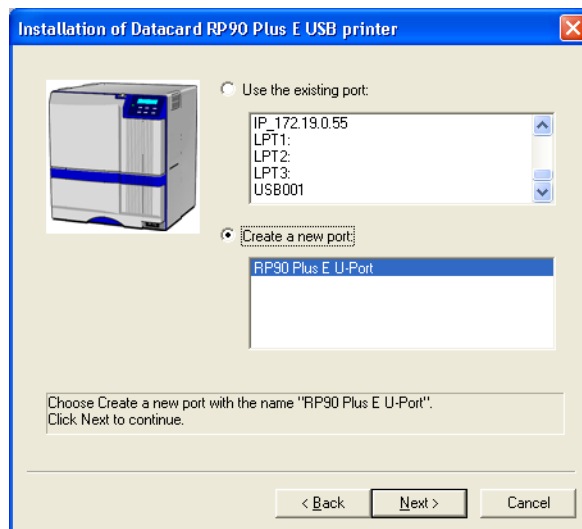 Installation of Datacard RP90 Plus E USB printer
Use the existing port:
IP_172.19.0.55
LPT1:
LPT2:
LPT3:
USB001
Create a new port:
RP90 Plus E U-Port
Choose Create a new port with the name "RP90 Plus E U-Port".
Click Next to continue.
< Back
Next >
Cancel